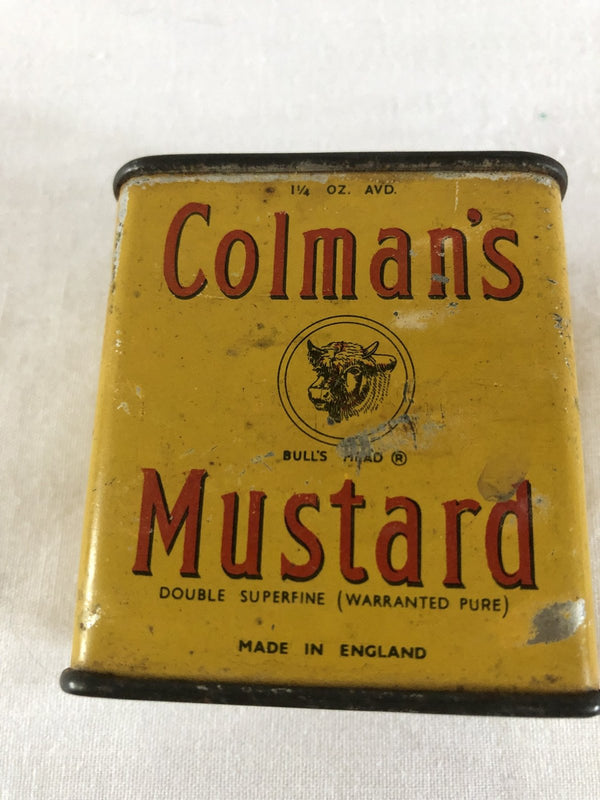 1¼ OZ. AVD.
Colman's
BULL'S HEAD ®
Mustard
DOUBLE SUPERFINE (WARRANTED PURE)
MADE IN ENGLAND